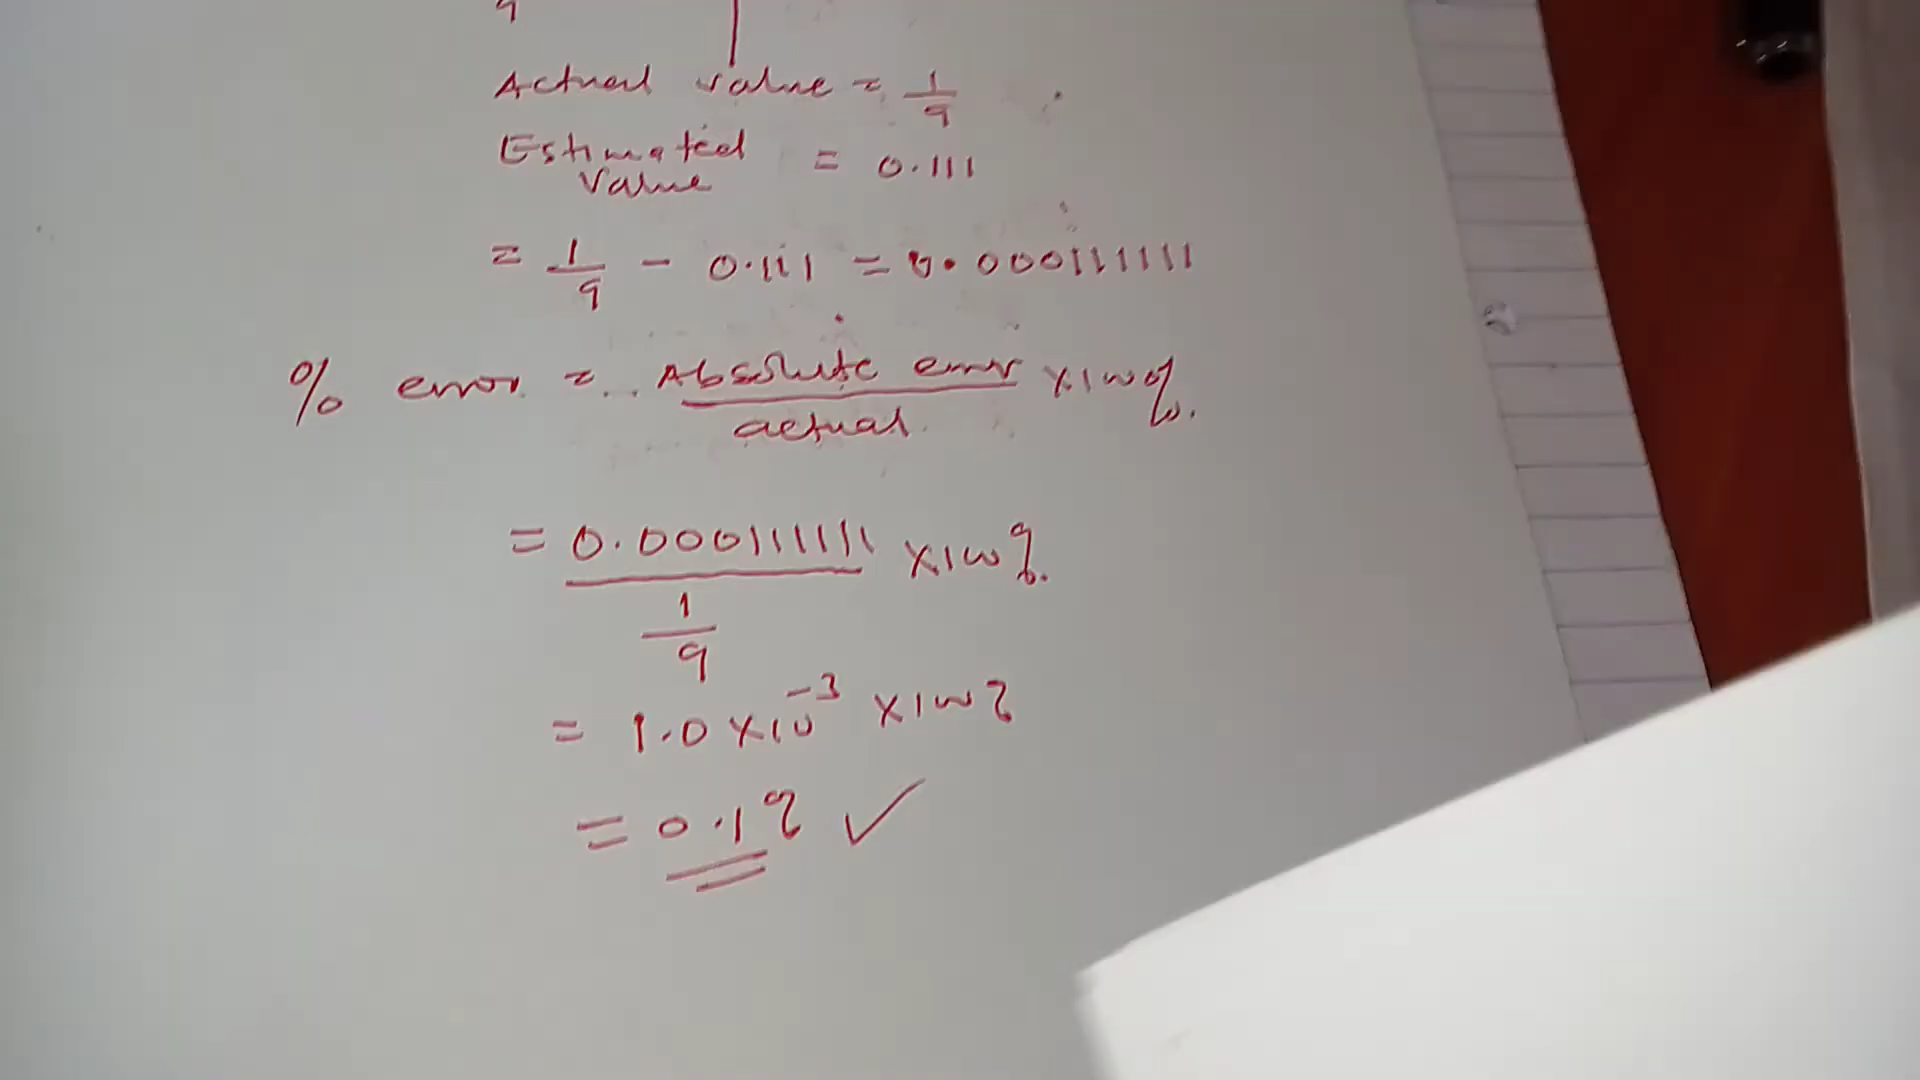 9
Actual value = 1/9
Estimated Value = 0.111
= 1/9 - 0.111 = 0.000111111
% error = Absolute error/actual ×100%.
= 0.000111111/(1/9) ×100%.
= 1.0 ×10⁻³ ×100%
= 0.1% ✓